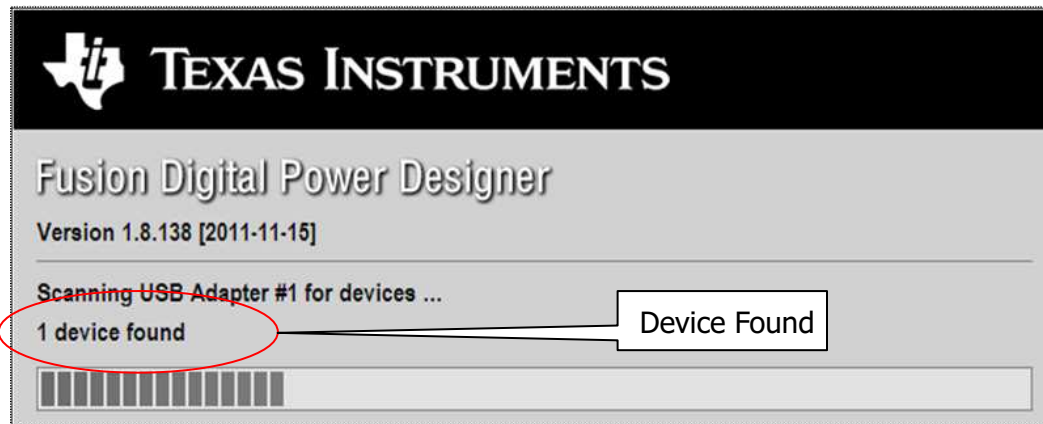 TEXAS INSTRUMENTS
Fusion Digital Power Designer
Version 1.8.138 [2011-11-15]
Scanning USB Adapter #1 for devices ...
1 device found
Device Found